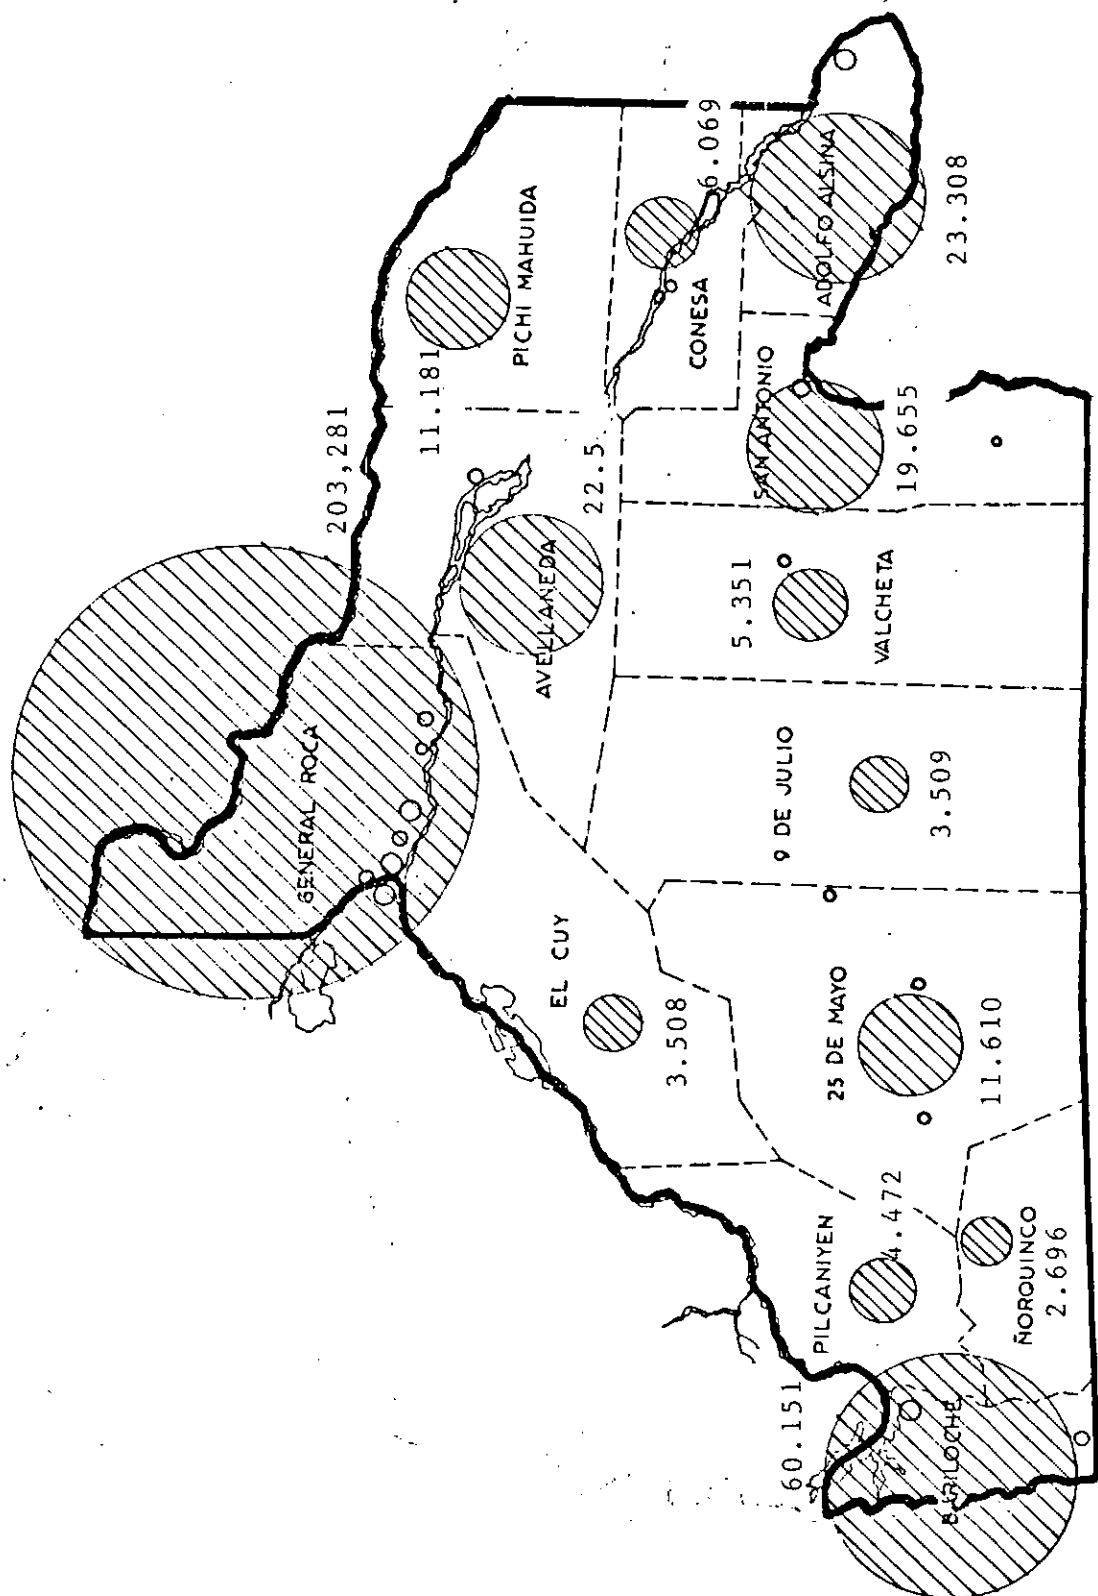 GENERAL ROCA
203,281
11.181
PICHI MAHUIDA
AVELLANEDA
22.5
6.069
CONESA
ADOLFO ALSINA
23.308
SAN ANTONIO
19.655
5.351
VALCHETA
9 DE JULIO
3.509
EL CUY
3.508
25 DE MAYO
11.610
PILCANIYEN
4.472
ÑORQUINCO
2.696
60.151
BARILOCHE